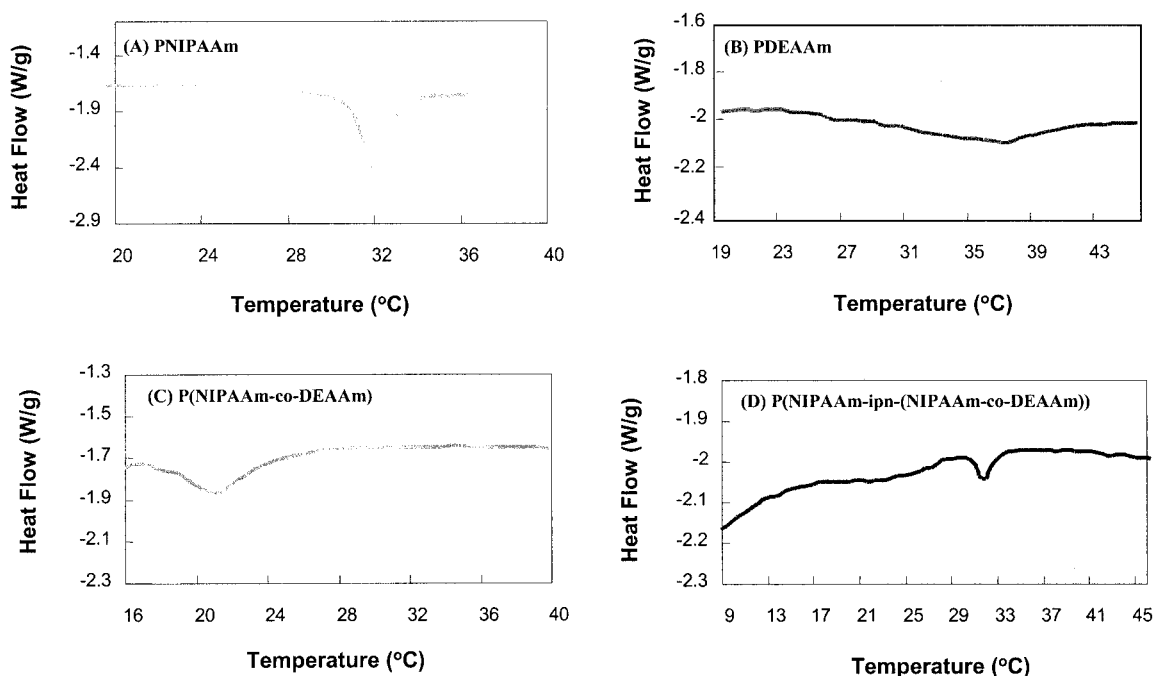 (A) PNIPAAm
Heat Flow (W/g)
-1.4
-1.9
-2.4
-2.9
20 24 28 32 36 40
Temperature (°C)
(B) PDEAAm
Heat Flow (W/g)
-1.6
-1.8
-2
-2.2
-2.4
19 23 27 31 35 39 43
Temperature (°C)
(C) P(NIPAAm-co-DEAAm)
Heat Flow (W/g)
-1.3
-1.5
-1.7
-1.9
-2.1
-2.3
16 20 24 28 32 36 40
Temperature (°C)
(D) P(NIPAAm-ipn-(NIPAAm-co-DEAAm))
Heat Flow (W/g)
-1.8
-1.9
-2
-2.1
-2.2
-2.3
9 13 17 21 25 29 31 33 37 41 45
Temperature (°C)